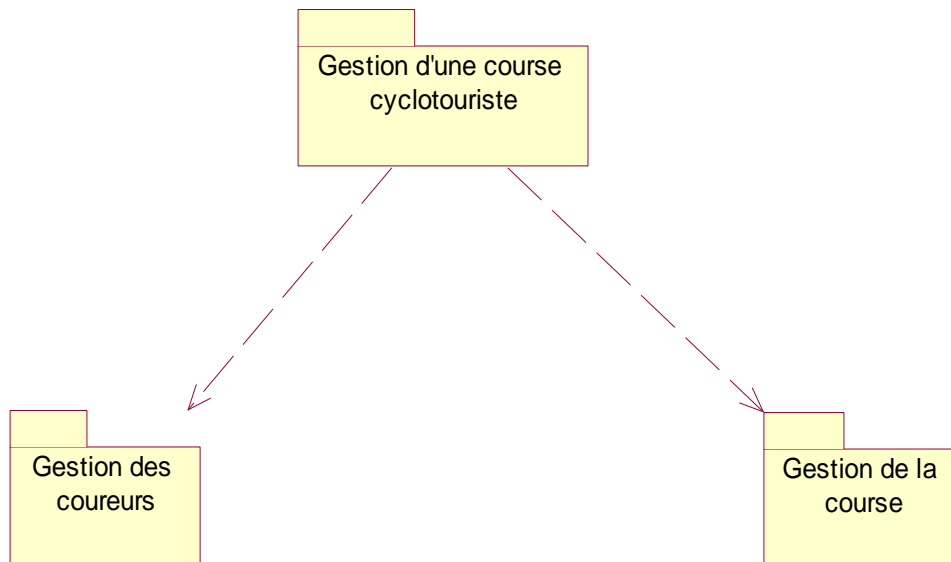 Gestion d'une course
cyclotouriste
Gestion des
coureurs
Gestion de la
course